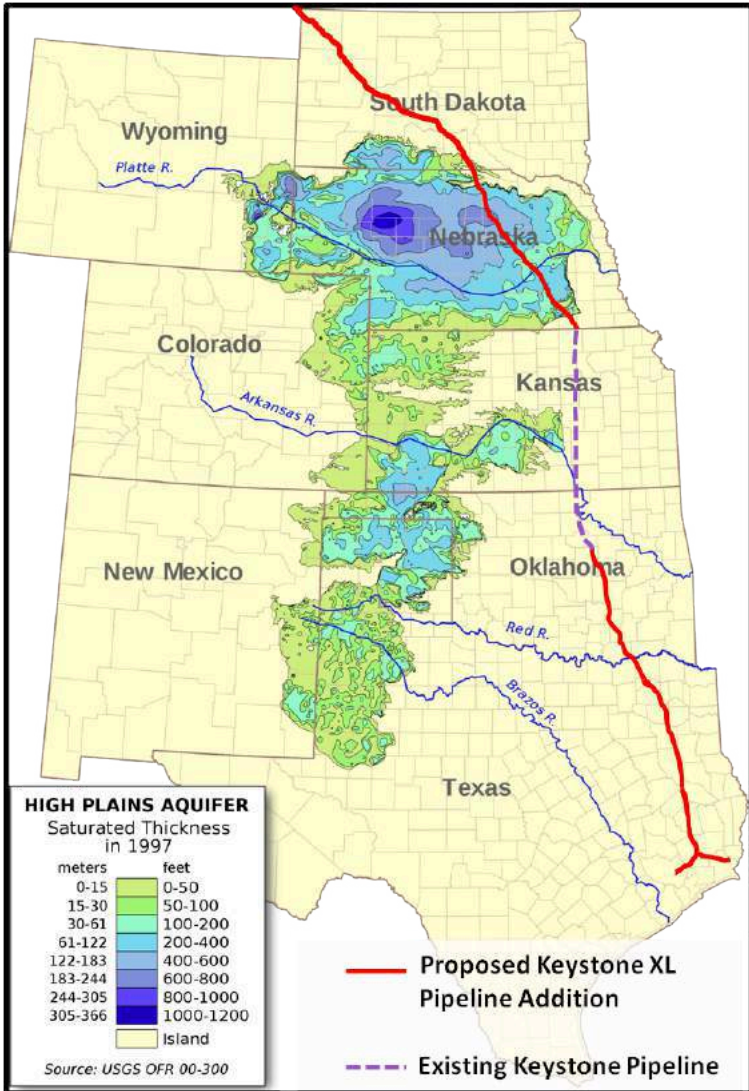 South Dakota
Wyoming
Platte R.
Nebraska
Colorado
Kansas
Arkansas R.
New Mexico
Oklahoma
Red R.
Brazos R.
Texas
HIGH PLAINS AQUIFER
Saturated Thickness
in 1997
meters feet
0-15 0-50
15-30 50-100
30-61 100-200
61-122 200-400
122-183 400-600
183-244 600-800
244-305 800-1000
305-366 1000-1200
Island
Source: USGS OFR 00-300
Proposed Keystone XL
Pipeline Addition
Existing Keystone Pipeline